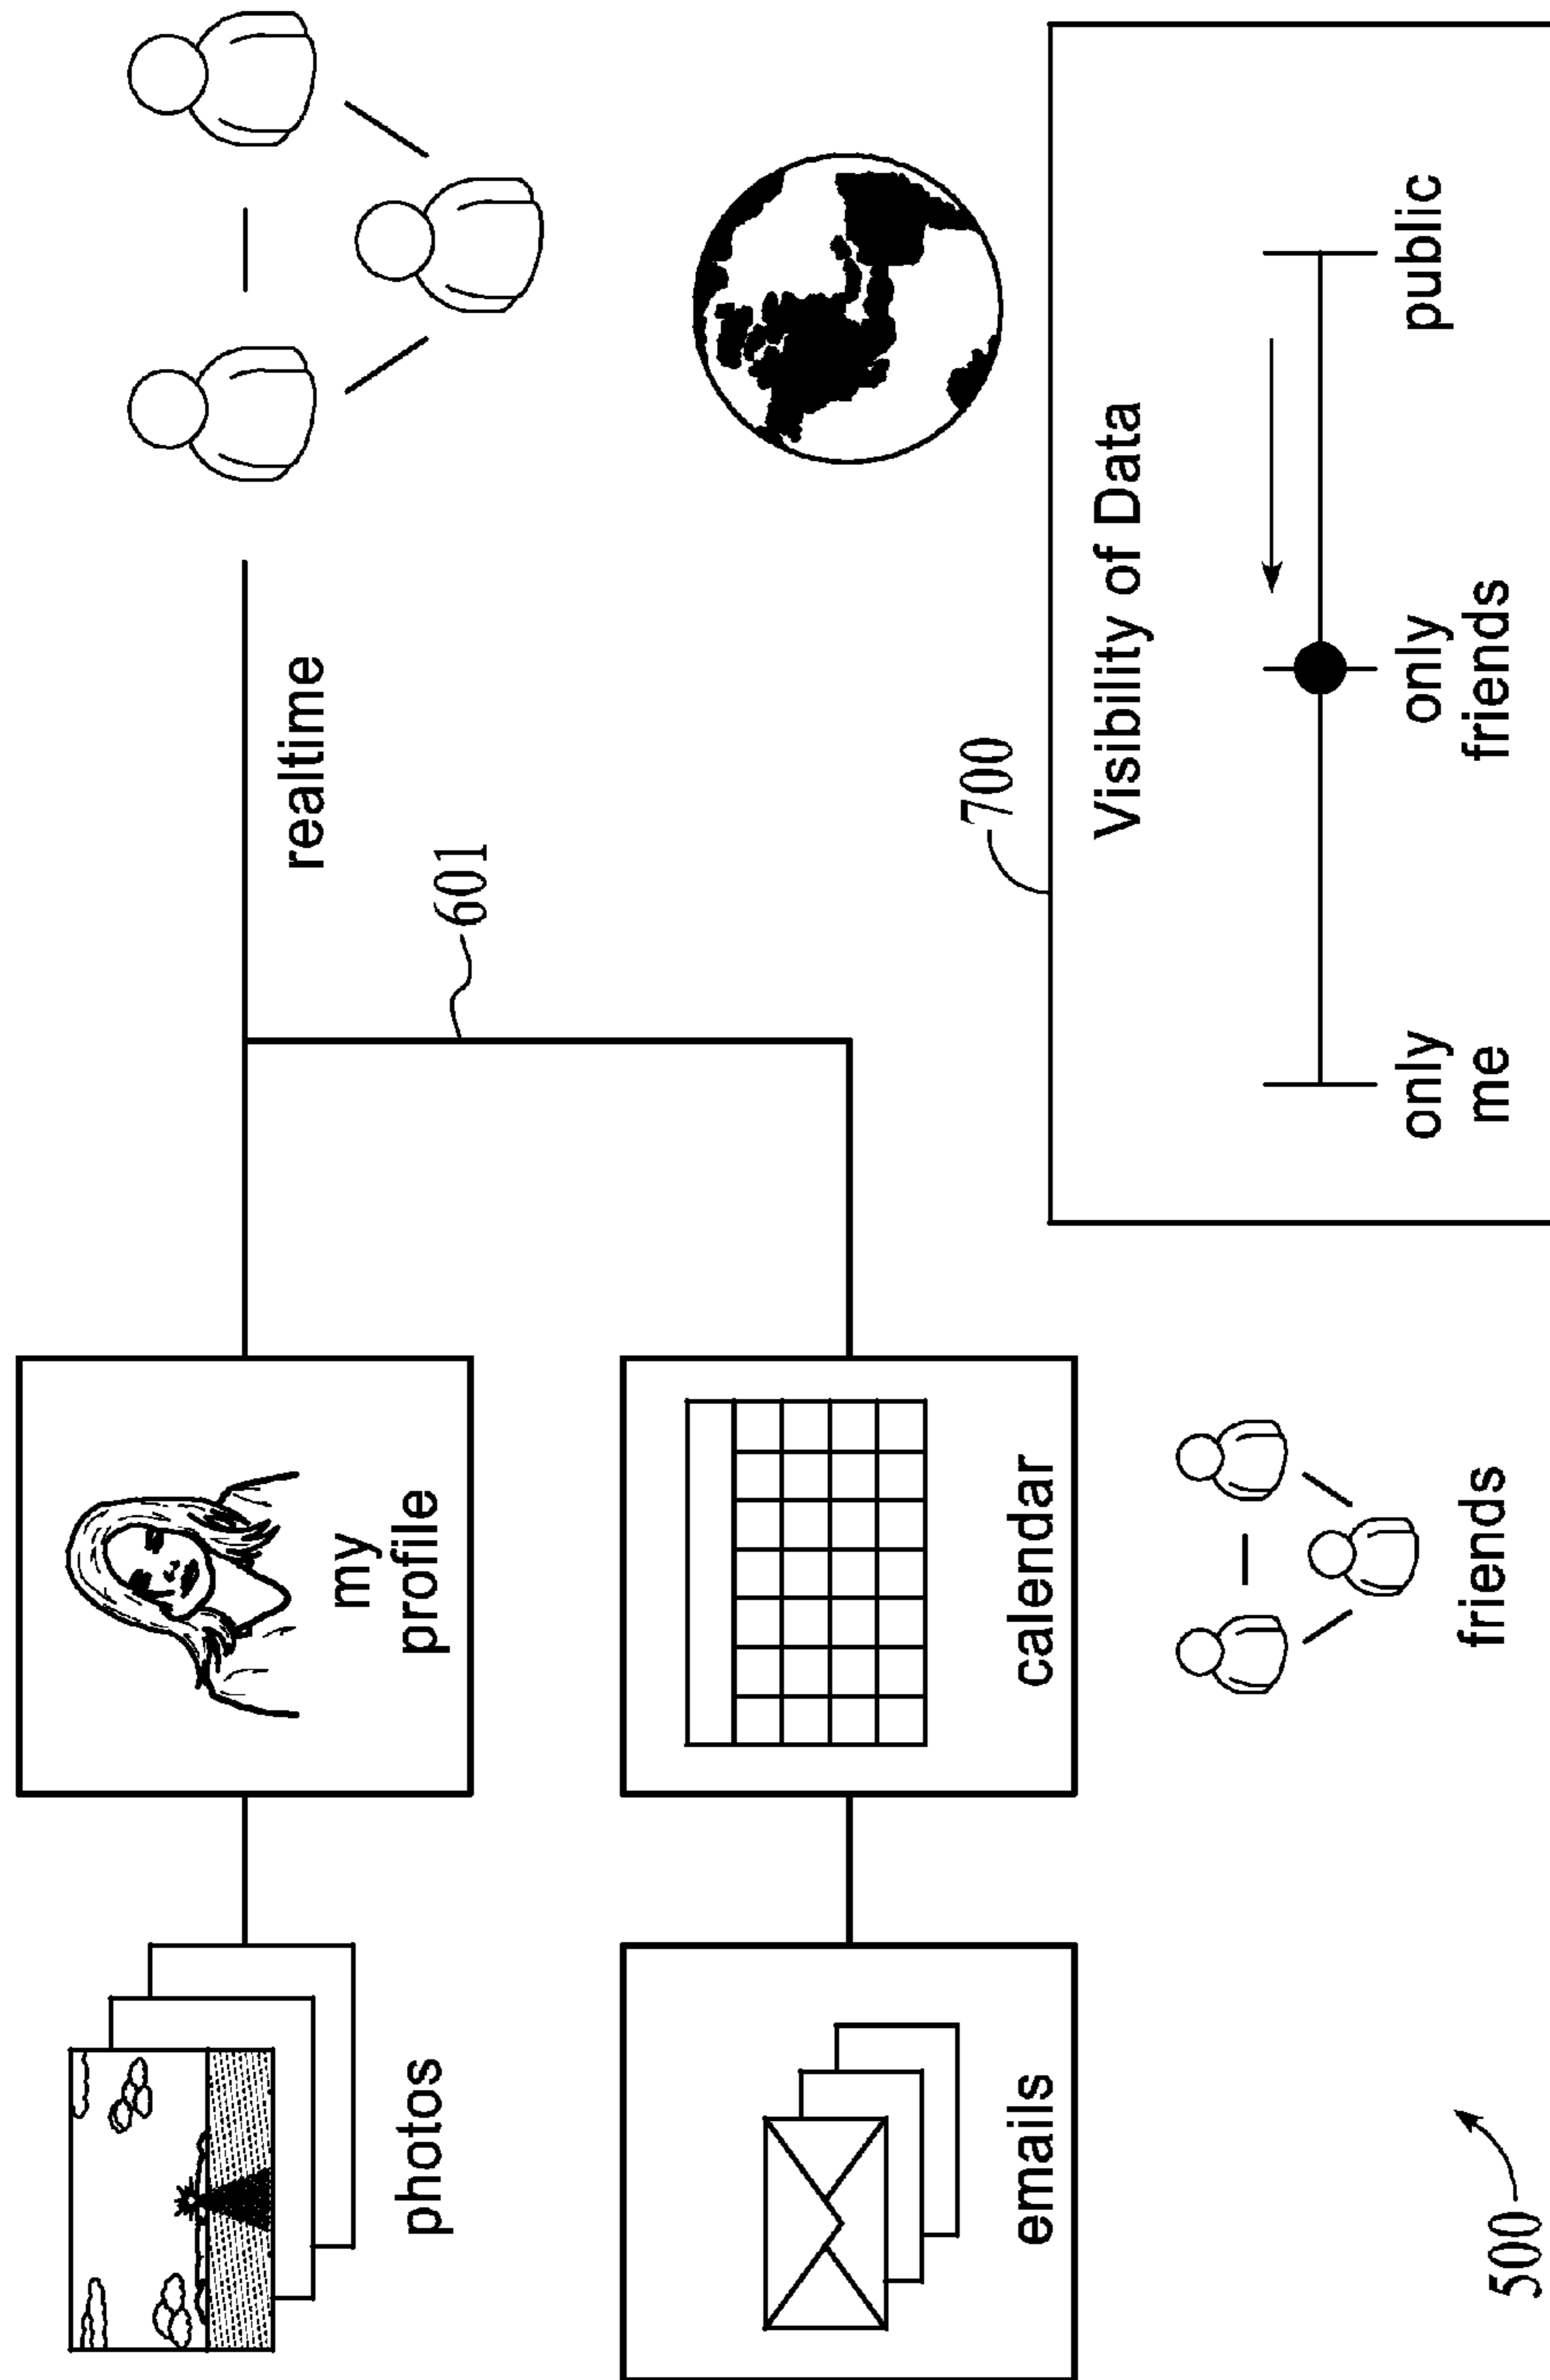 photos
my
profile
realtime
601
emails
calendar
700
Visibility of Data
only
me
only
friends
public
friends
500